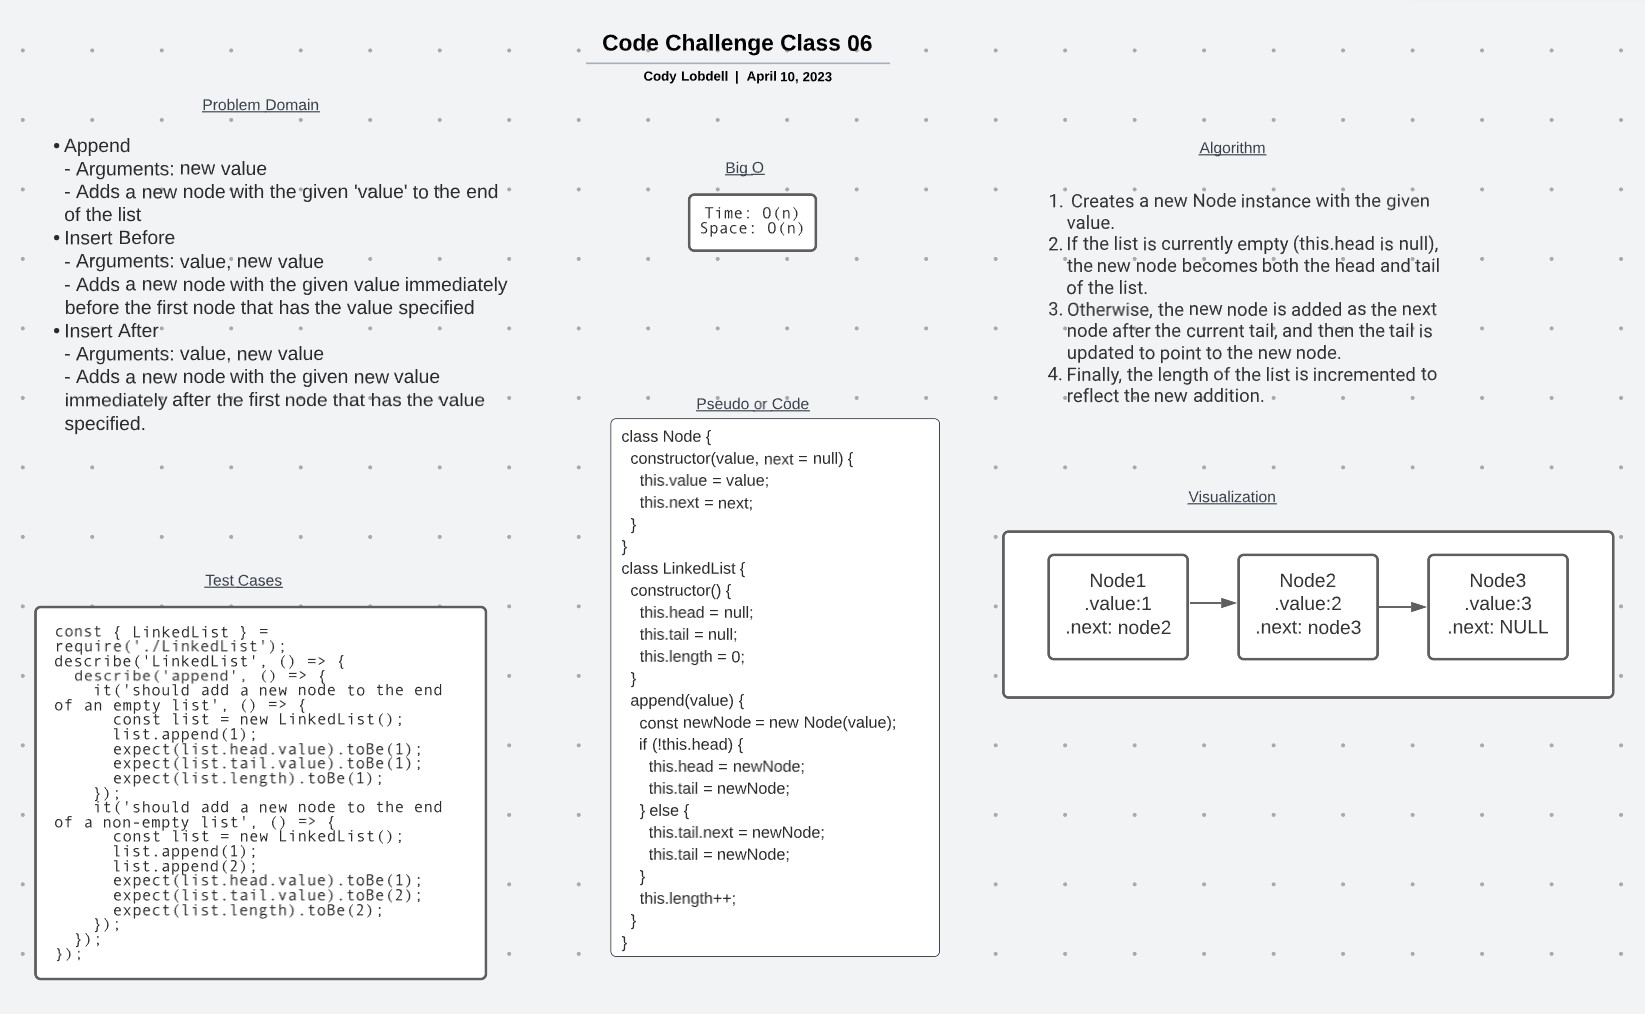 Code Challenge Class 06
Cody Lobdell | April 10, 2023
Problem Domain
• Append
- Arguments: new value
- Adds a new node with the given 'value' to the end
of the list
• Insert Before
- Arguments: value, new value
- Adds a new node with the given value immediately
before the first node that has the value specified
• Insert After
- Arguments: value, new value
- Adds a new node with the given new value
immediately after the first node that has the value
specified.
Test Cases
const { LinkedList } =
require('./LinkedList');
describe('LinkedList', () => {
  describe('append', () => {
    it('should add a new node to the end
of an empty list', () => {
      const list = new LinkedList();
      list.append(1);
      expect(list.head.value).toBe(1);
      expect(list.tail.value).toBe(1);
      expect(list.length).toBe(1);
    });
    it('should add a new node to the end
of a non-empty list', () => {
      const list = new LinkedList();
      list.append(1);
      list.append(2);
      expect(list.head.value).toBe(1);
      expect(list.tail.value).toBe(2);
      expect(list.length).toBe(2);
    });
  });
});
Big O
Time: O(n)
Space: O(n)
Pseudo or Code
class Node {
  constructor(value, next = null) {
    this.value = value;
    this.next = next;
  }
}
class LinkedList {
  constructor() {
    this.head = null;
    this.tail = null;
    this.length = 0;
  }
  append(value) {
    const newNode = new Node(value);
    if (!this.head) {
      this.head = newNode;
      this.tail = newNode;
    } else {
      this.tail.next = newNode;
      this.tail = newNode;
    }
    this.length++;
  }
}
Algorithm
1. Creates a new Node instance with the given
value.
2. If the list is currently empty (this.head is null),
the new node becomes both the head and tail
of the list.
3. Otherwise, the new node is added as the next
node after the current tail, and then the tail is
updated to point to the new node.
4. Finally, the length of the list is incremented to
reflect the new addition.
Visualization
Node1
.value:1
.next: node2
Node2
.value:2
.next: node3
Node3
.value:3
.next: NULL